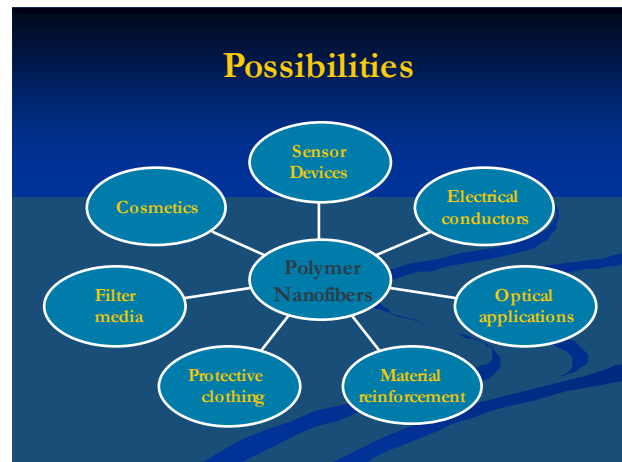 Possibilities
Sensor
Devices
Cosmetics
Electrical
conductors
Polymer
Nanofibers
Filter
media
Optical
applications
Protective
clothing
Material
reinforcement